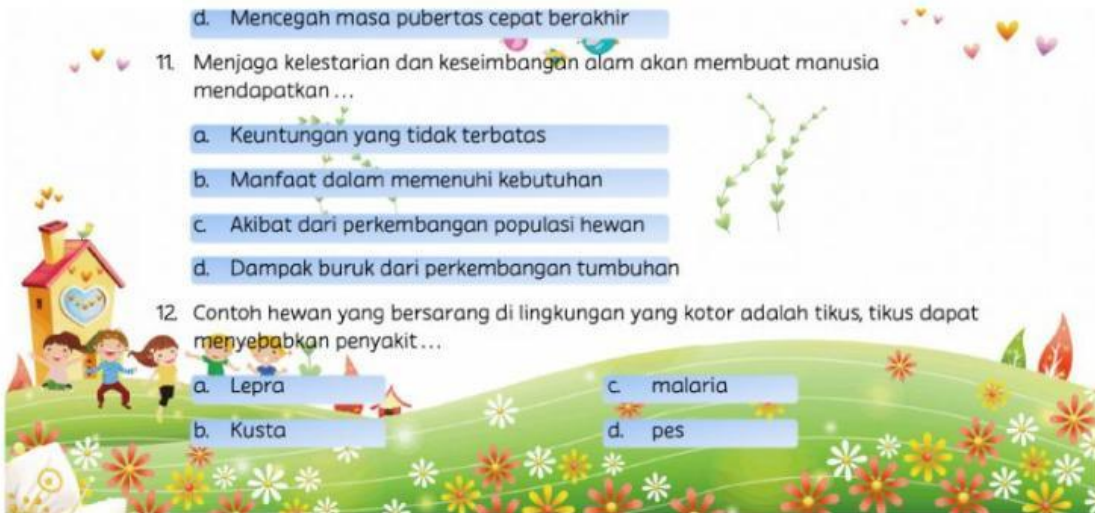 d. Mencegah masa pubertas cepat berakhir
11. Menjaga kelestarian dan keseimbangan alam akan membuat manusia
mendapatkan ...
a. Keuntungan yang tidak terbatas
b. Manfaat dalam memenuhi kebutuhan
c. Akibat dari perkembangan populasi hewan
d. Dampak buruk dari perkembangan tumbuhan
12. Contoh hewan yang bersarang di lingkungan yang kotor adalah tikus, tikus dapat
menyebabkan penyakit ...
a. Lepra
c. malaria
b. Kusta
d. pes